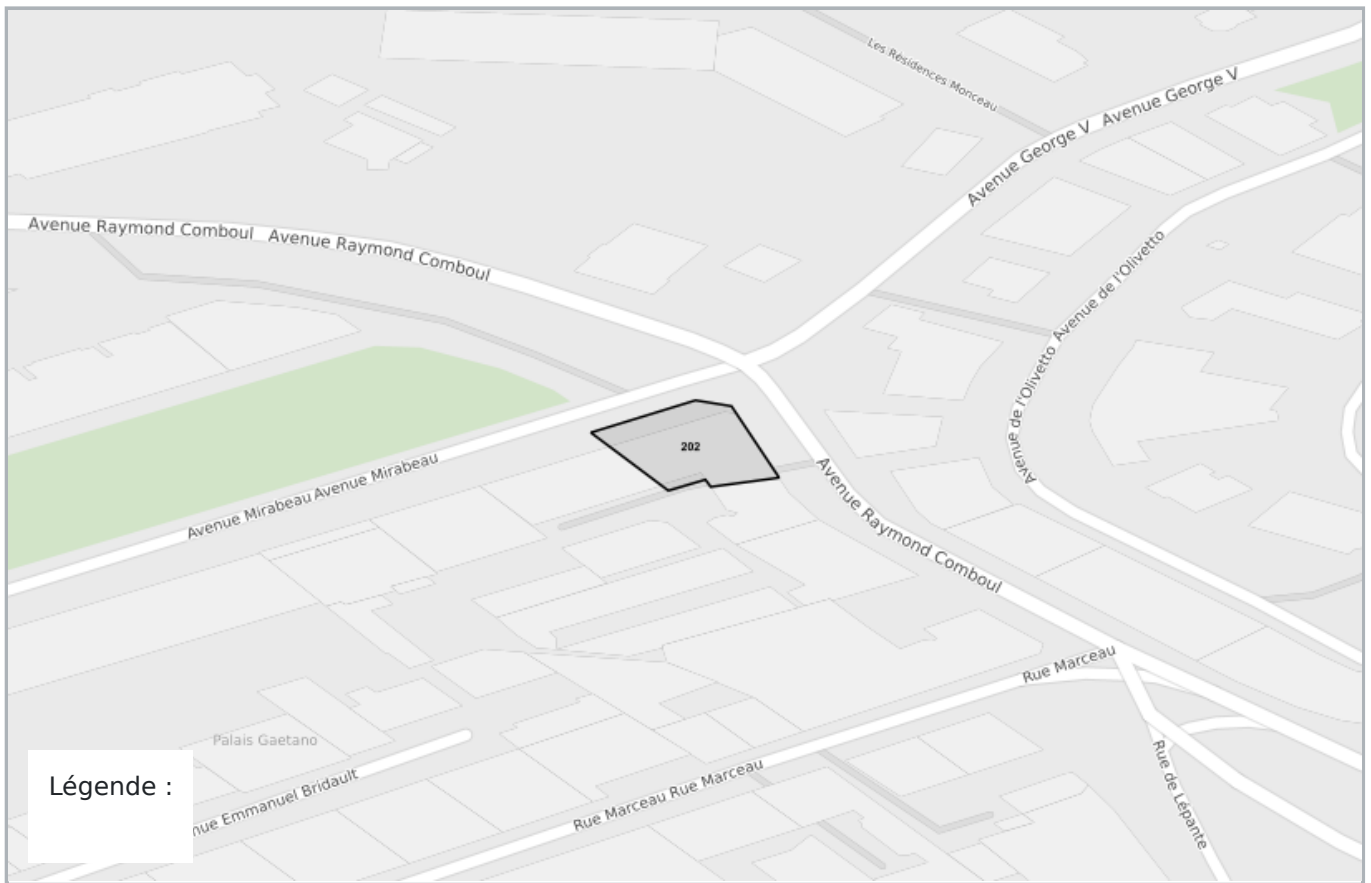 Les Résidences Monceau
Avenue George V Avenue George V
Avenue Raymond Comboul Avenue Raymond Comboul
Avenue de l'Olivetto Avenue de l'Olivetto
202
Avenue Mirabeau Avenue Mirabeau
Avenue Raymond Comboul
Rue Marceau
Palais Gaetano
Légende :
Emmanuel Bridault
Rue Marceau Rue Marceau
Rue de Lépante